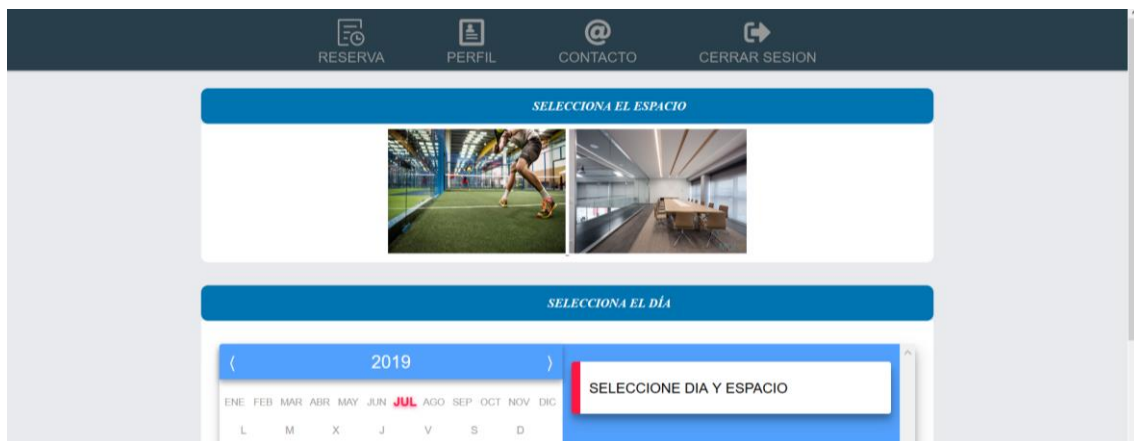 RESERVA PERFIL CONTACTO CERRAR SESION
SELECCIONA EL ESPACIO
SELECCIONA EL DÍA
⟨ 2019 ⟩
ENE FEB MAR ABR MAY JUN JUL AGO SEP OCT NOV DIC
L M X J V S D
SELECCIONE DIA Y ESPACIO